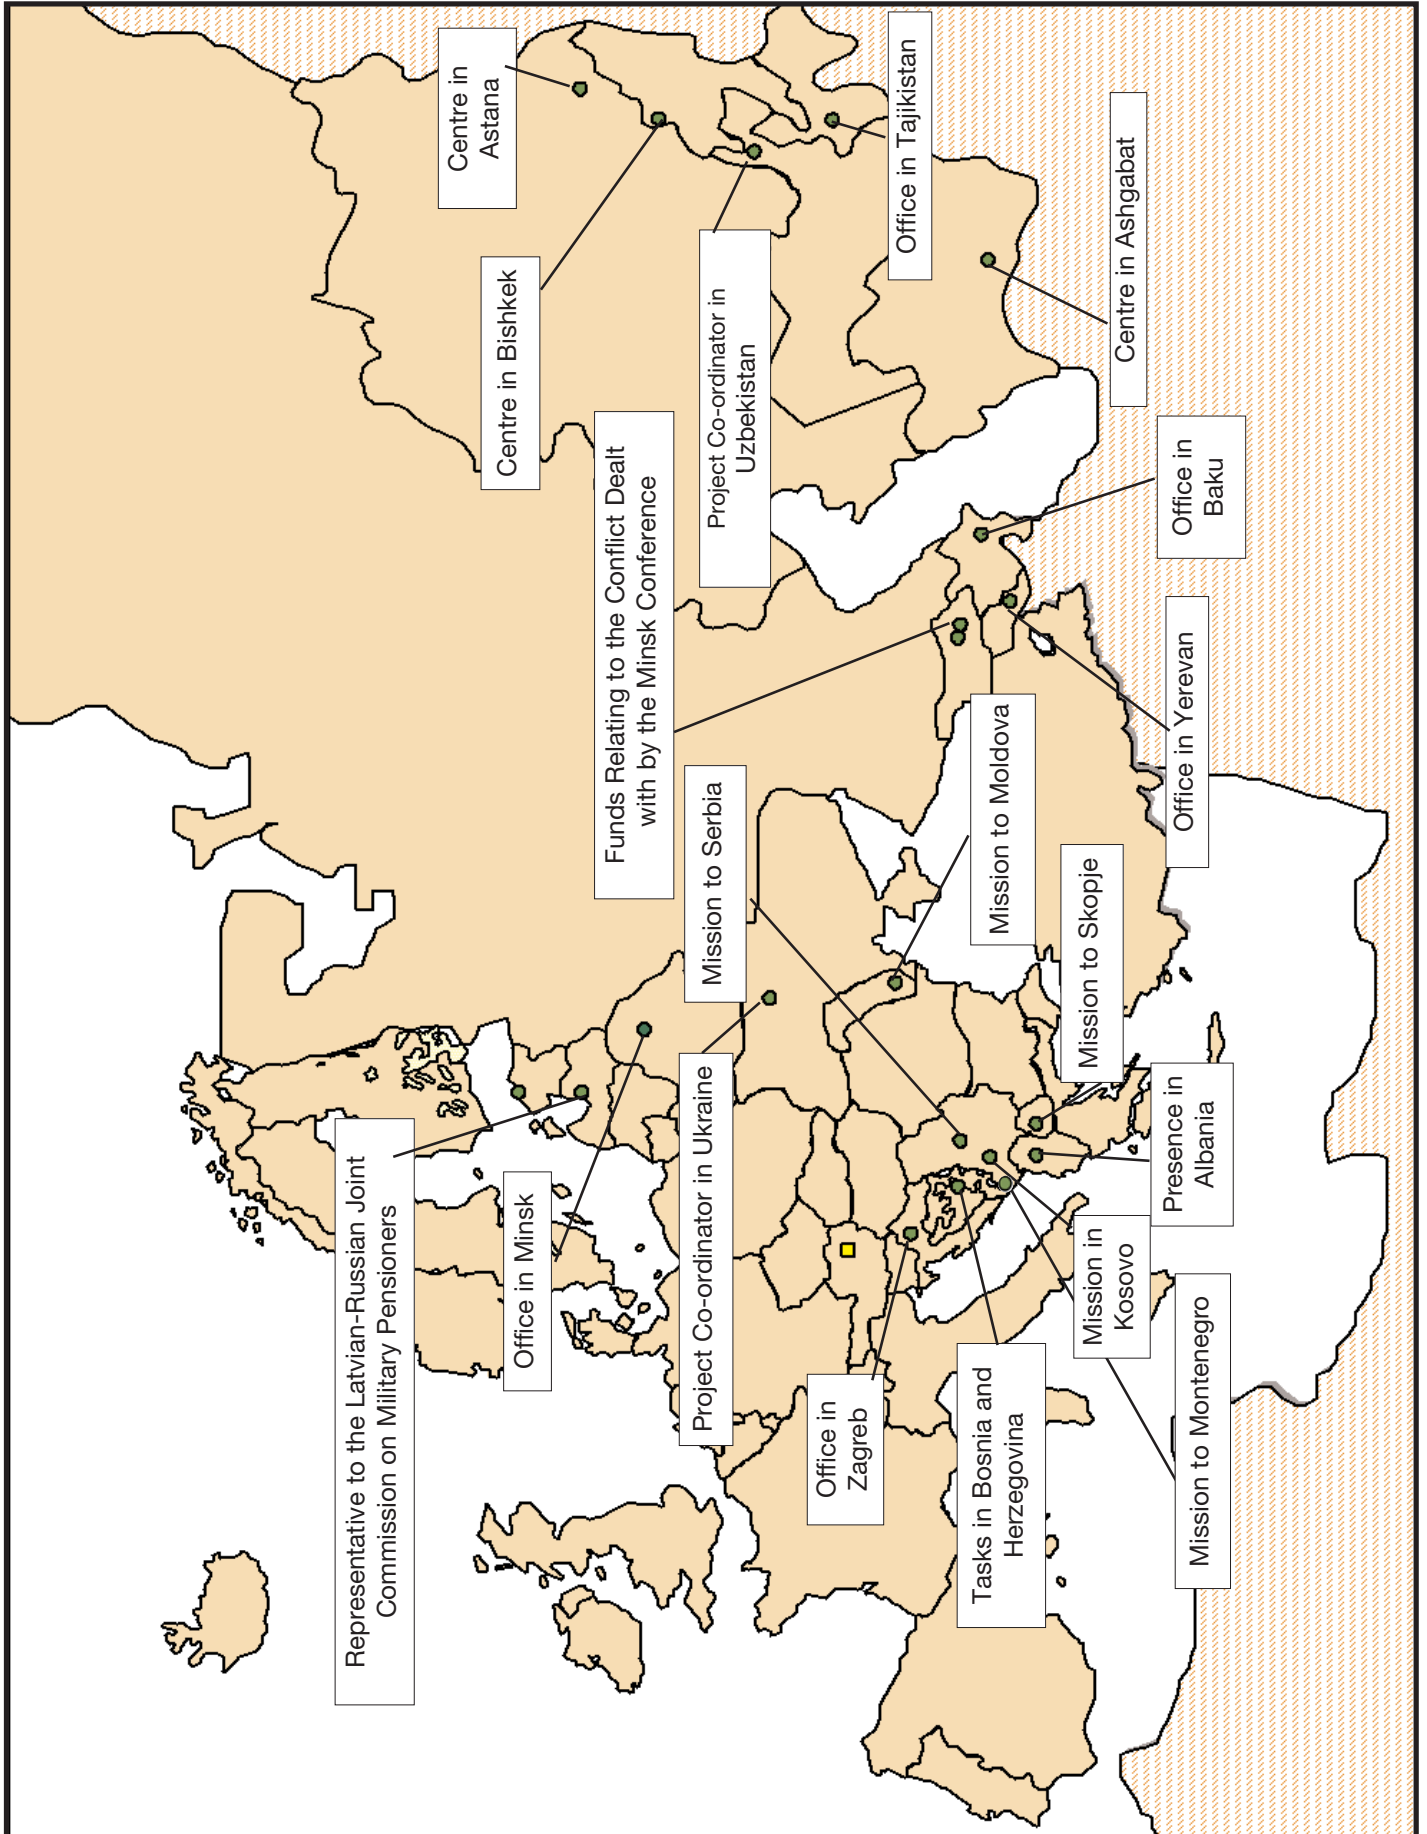 Representative to the Latvian-Russian Joint
Commission on Military Pensioners
Office in Minsk
Project Co-ordinator in Ukraine
Mission to Serbia
Funds Relating to the Conflict Dealt
with by the Minsk Conference
Centre in Bishkek
Centre in
Astana
Project Co-ordinator in
Uzbekistan
Office in Tajikistan
Centre in Ashgabat
Office in
Baku
Office in Yerevan
Mission to Moldova
Mission to Skopje
Presence in
Albania
Mission in
Kosovo
Mission to Montenegro
Tasks in Bosnia and
Herzegovina
Office in
Zagreb